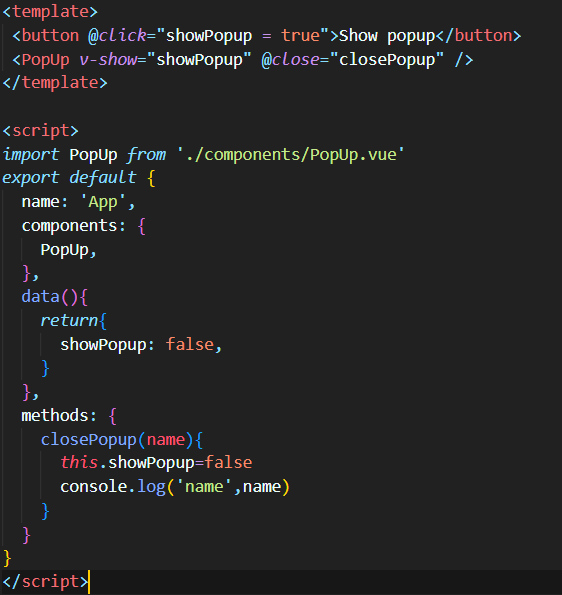 <template>
<button @click="showPopup = true">Show popup</button>
<PopUp v-show="showPopup" @close="closePopup" />
</template>
<script>
import PopUp from './components/PopUp.vue'
export default {
name: 'App',
components: {
PopUp,
},
data(){
return{
showPopup: false,
}
},
methods: {
closePopup(name){
this.showPopup=false
console.log('name',name)
}
}
}
</script>